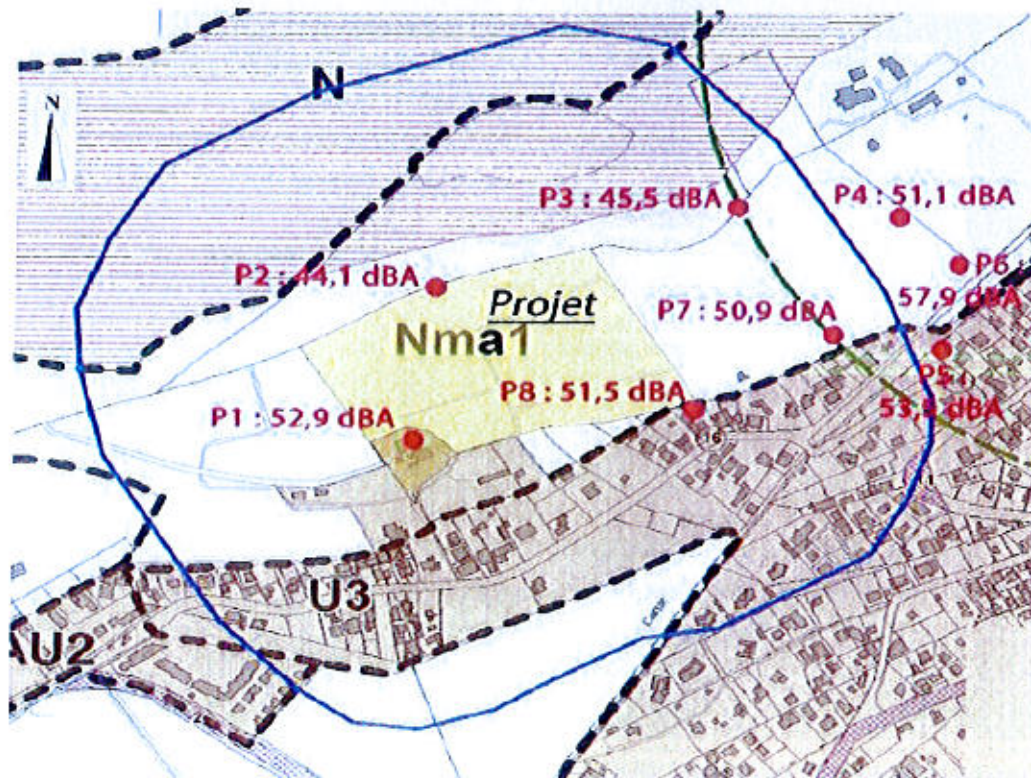 N
N
P3 : 45,5 dBA
P4 : 51,1 dBA
P2 : 44,1 dBA
P6 :
57,9 dBA
Projet
Nma1
P7 : 50,9 dBA
P8 : 51,5 dBA
P5 :
dBA
P1 : 52,9 dBA
U3
AU2